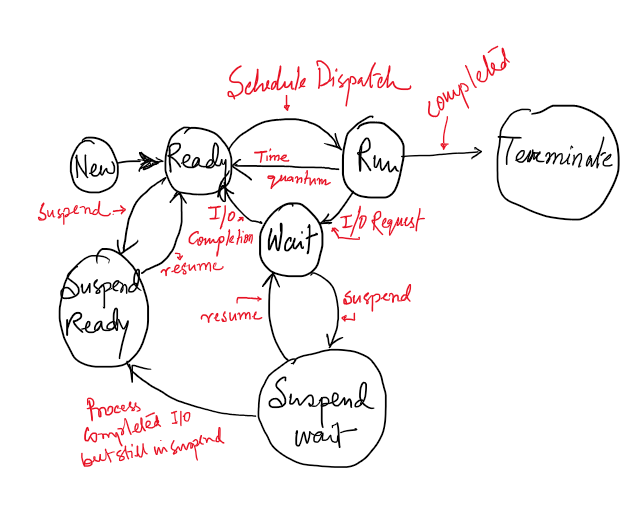 Schedule Dispatch
completed
New
Ready
Time
quantum
Run
Terminate
Suspend
resume
I/O
Completion
Wait
I/O Request
Suspend
Ready
resume
Suspend
Suspend
wait
Process
Completed I/O
but still in suspend